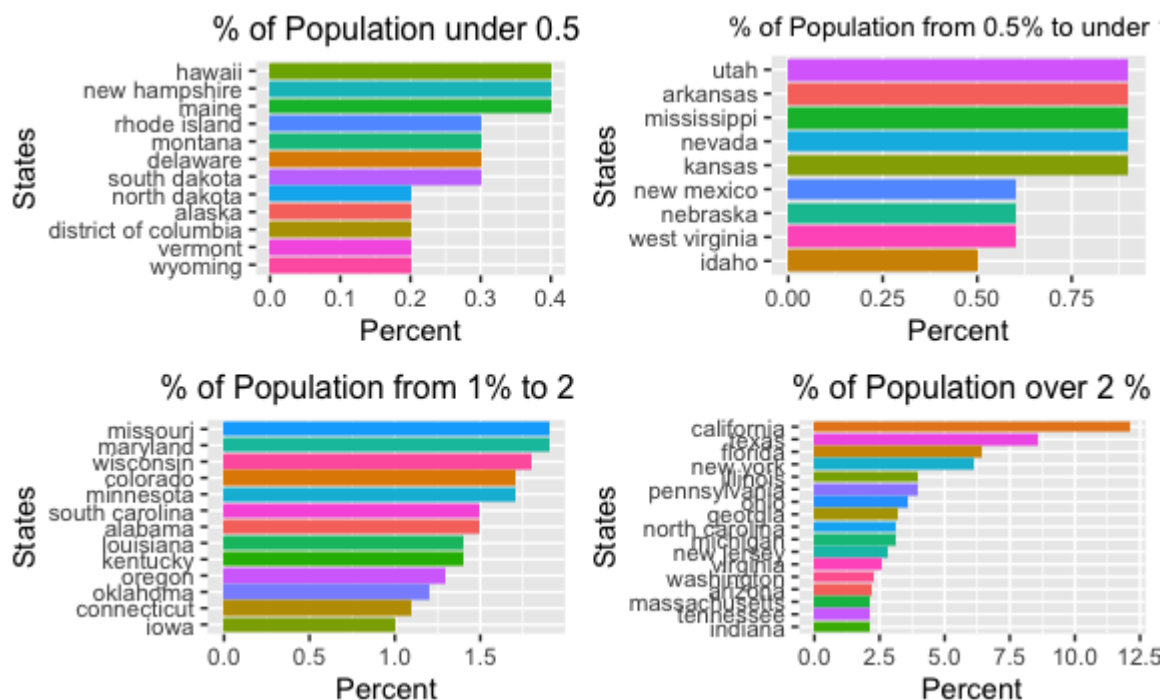 % of Population under 0.5
hawaii
new hampshire
maine
rhode island
montana
delaware
south dakota
north dakota
alaska
district of columbia
vermont
wyoming
States
0.0 0.1 0.2 0.3 0.4
Percent
% of Population from 0.5% to under
utah
arkansas
mississippi
nevada
kansas
new mexico
nebraska
west virginia
idaho
States
0.00 0.25 0.50 0.75
Percent
% of Population from 1% to 2
missouri
maryland
wisconsin
colorado
minnesota
south carolina
alabama
louisiana
kentucky
oregon
oklahoma
connecticut
iowa
States
0.0 0.5 1.0 1.5
Percent
% of Population over 2 %
california
texas
florida
new york
illinois
pennsylvania
ohio
georgia
north carolina
michigan
new jersey
virginia
washington
arizona
massachusetts
tennessee
indiana
States
0.0 2.5 5.0 7.5 10.0 12.5
Percent